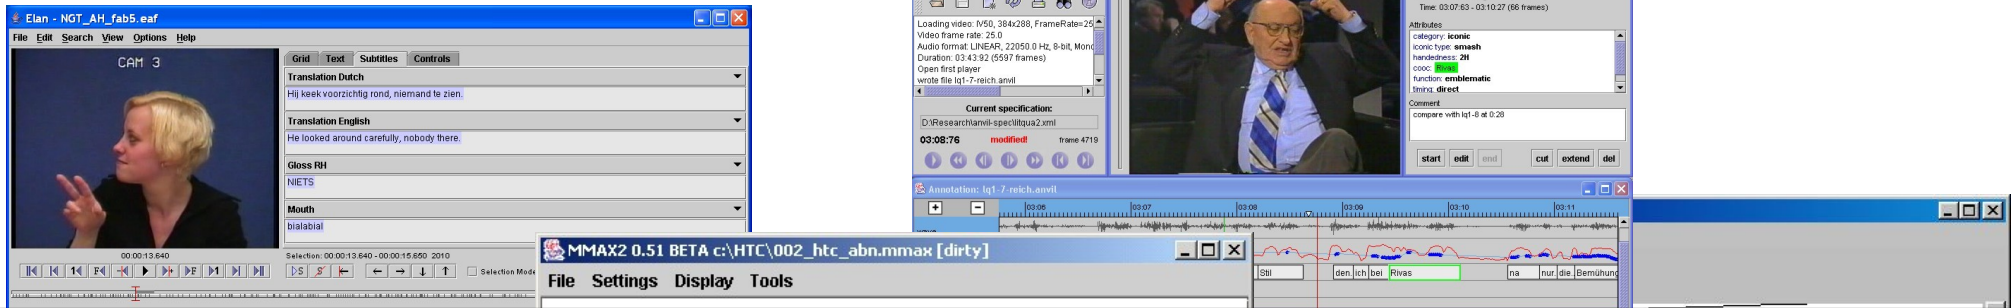 Elan - NGT_AH_fab5.eaf
File Edit Search View Options Help
CAM 3
Grid Text Subtitles Controls
Translation Dutch
Hij keek voorzichtig rond, niemand te zien.
Translation English
He looked around carefully, nobody there.
Gloss RH
NIETS
Mouth
bialabial
00:00:13.640
Selection: 00:00:13.640 - 00:00:15.650 2010
Selection Mode
Loading video: IV50, 384x288, FrameRate=25
Video frame rate: 25.0
Audio format: LINEAR, 22050.0 Hz, 8-bit, Mono
Duration: 03:43:92 (5597 frames)
Open first player
wrote file lq1-7-reich.anvil
Current specification:
D:\Research\anvil-spec\litqua2.xml
03:08:76 modified! frame 4719
Time: 03:07:63 - 03:10:27 (66 frames)
Attributes
category: iconic
iconic type: smash
handedness: 2H
cooc: Rivas
function: emblematic
timing: direct
Comment
compare with lq1-8 at 0:28
start edit end cut extend del
Annotation: lq1-7-reich.anvil
03:06 03:07 03:08 03:09 03:10 03:11
Stil den. ich bei Rivas na nur. die. Bemühung
MMAX2 0.51 BETA c:\HTC\002_htc_abn.mmax [dirty]
File Settings Display Tools